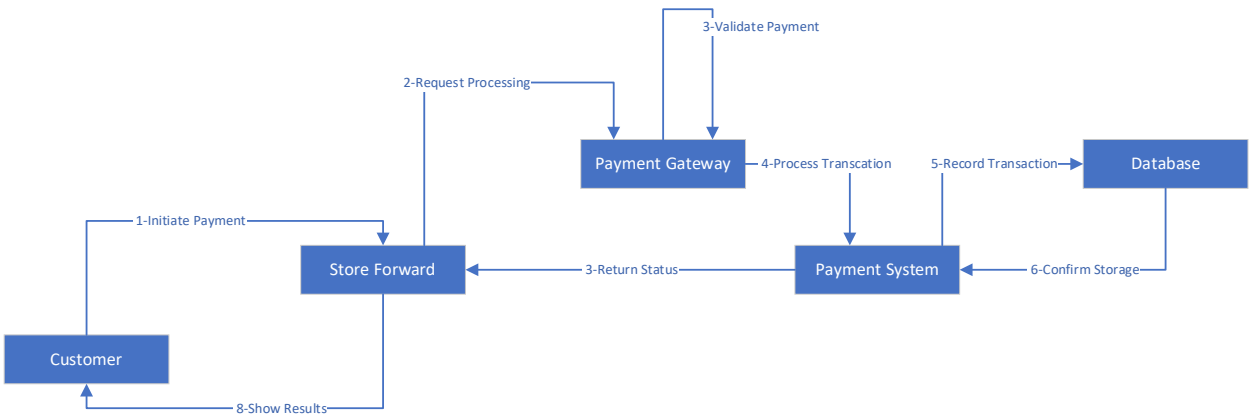 3-Validate Payment
2-Request Processing
Payment Gateway
4-Process Transcation
5-Record Transaction
Database
1-Initiate Payment
Store Forward
3-Return Status
Payment System
6-Confirm Storage
Customer
8-Show Results